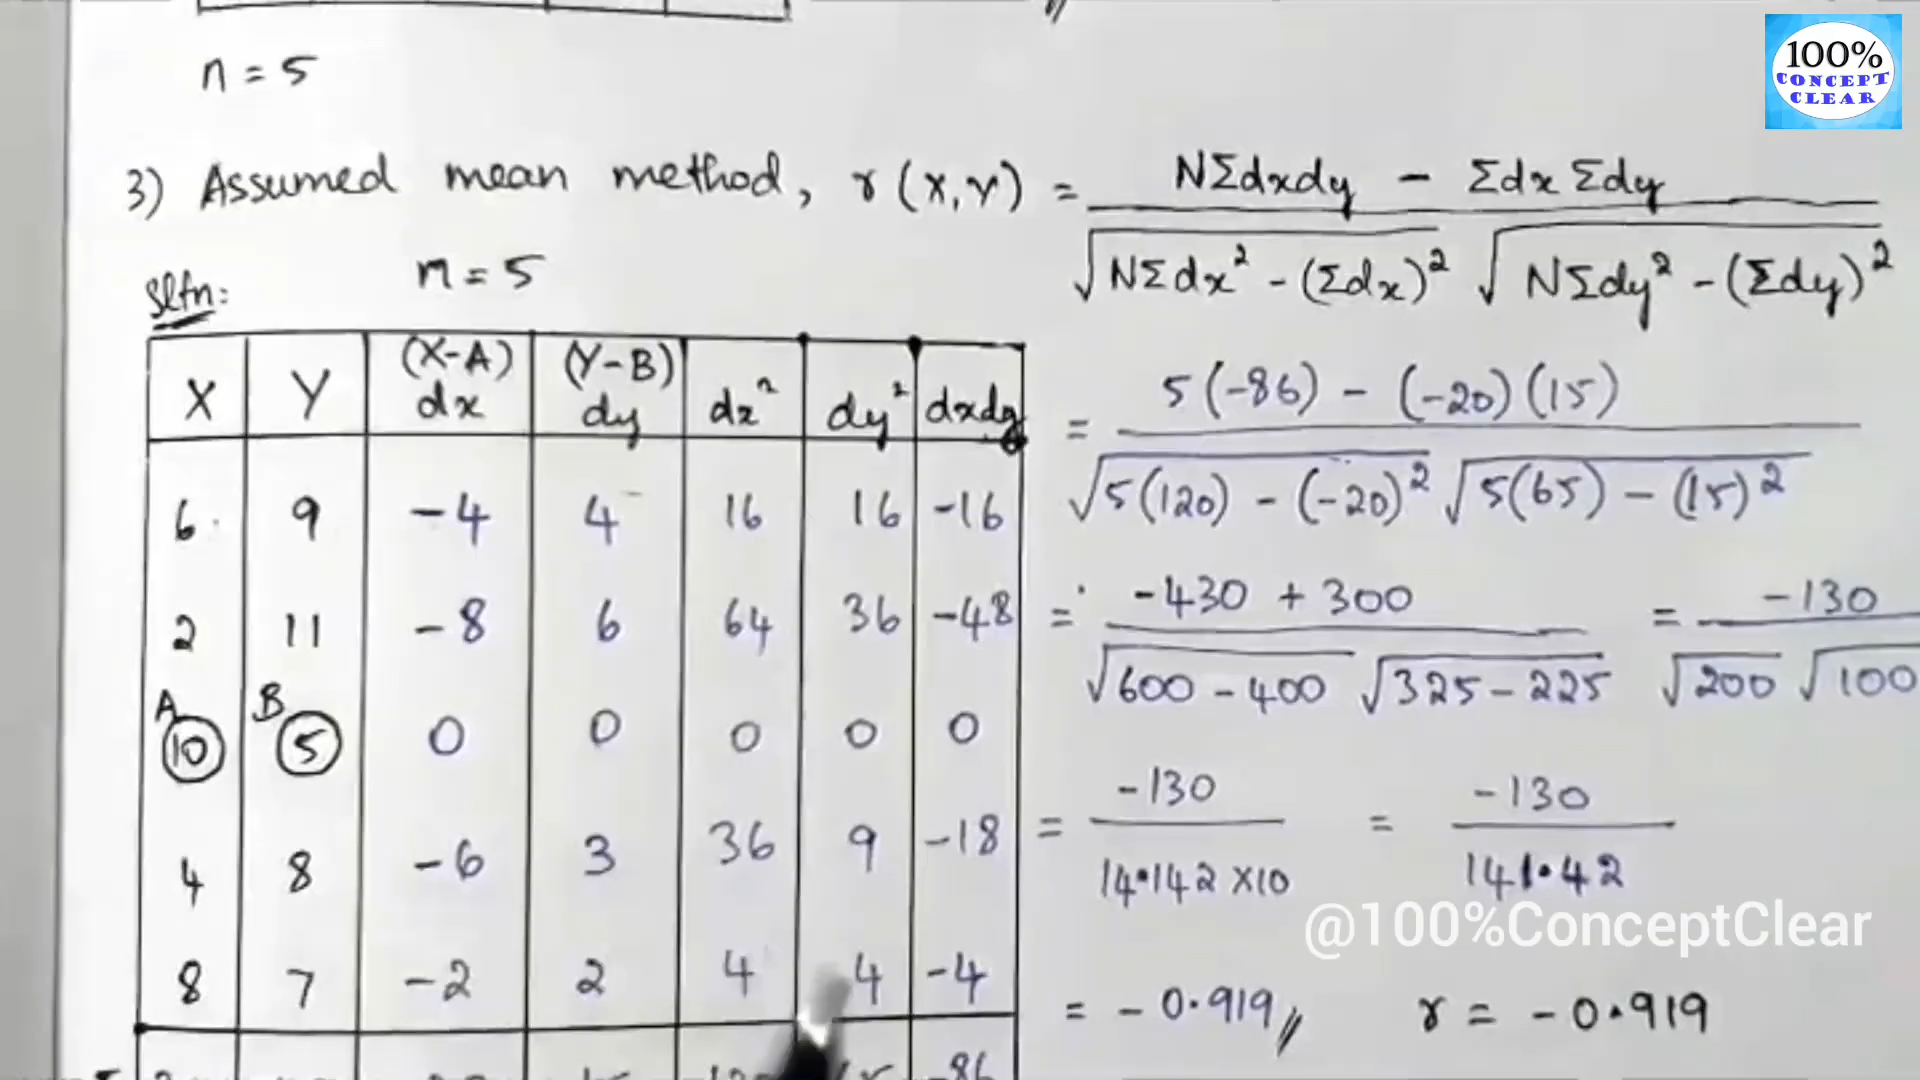 n = 5
100%
CONCEPT
CLEAR
3) Assumed mean method, r(X,Y) = NΣdxdy - Σdx Σdy / √NΣdx² - (Σdx)² √NΣdy² - (Σdy)²
Sltn: n = 5
X Y (X-A) dx (Y-B) dy dx² dy² dxdy
6 9 -4 4 16 16 -16
2 11 -8 6 64 36 -48
A 10 B 5 0 0 0 0 0
4 8 -6 3 36 9 -18
8 7 -2 2 4 4 -4
-86
= 5(-86) - (-20)(15) / √5(120) - (-20)² √5(65) - (15)²
= -430 + 300 / √600 - 400 √325 - 225 = -130 / √200 √100
= -130 / 14.142 x10 = -130 / 141.42
@100%ConceptClear
= -0.919// r = -0.919